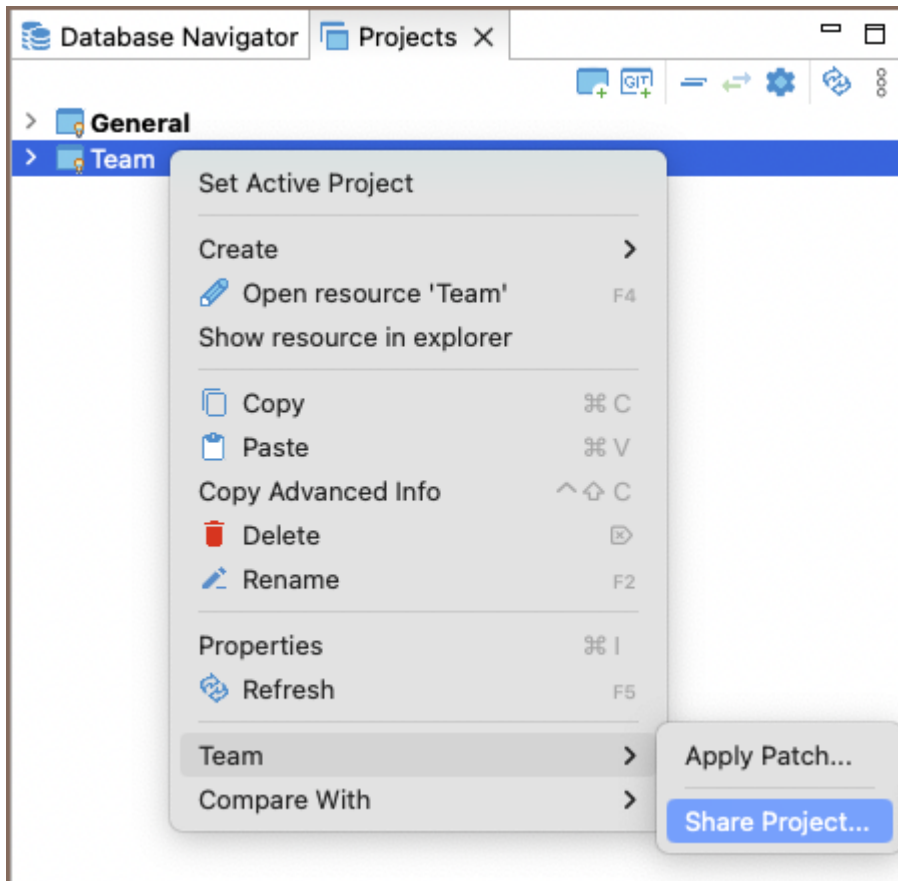 Database Navigator Projects
GIT
General
Team
Set Active Project
Create
Open resource 'Team' F4
Show resource in explorer
Copy ⌘ C
Paste ⌘ V
Copy Advanced Info ^ ⇧ C
Delete ⌦
Rename F2
Properties ⌘ I
Refresh F5
Team Apply Patch...
Compare With Share Project...